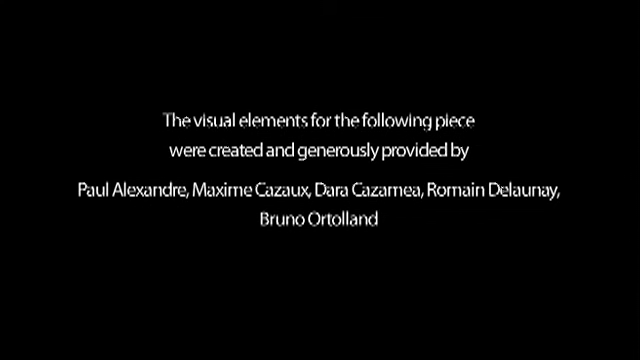 The visual elements for the following piece
were created and generously provided by
Paul Alexandre, Maxime Cazaux, Dara Cazamea, Romain Delaunay,
Bruno Ortolland